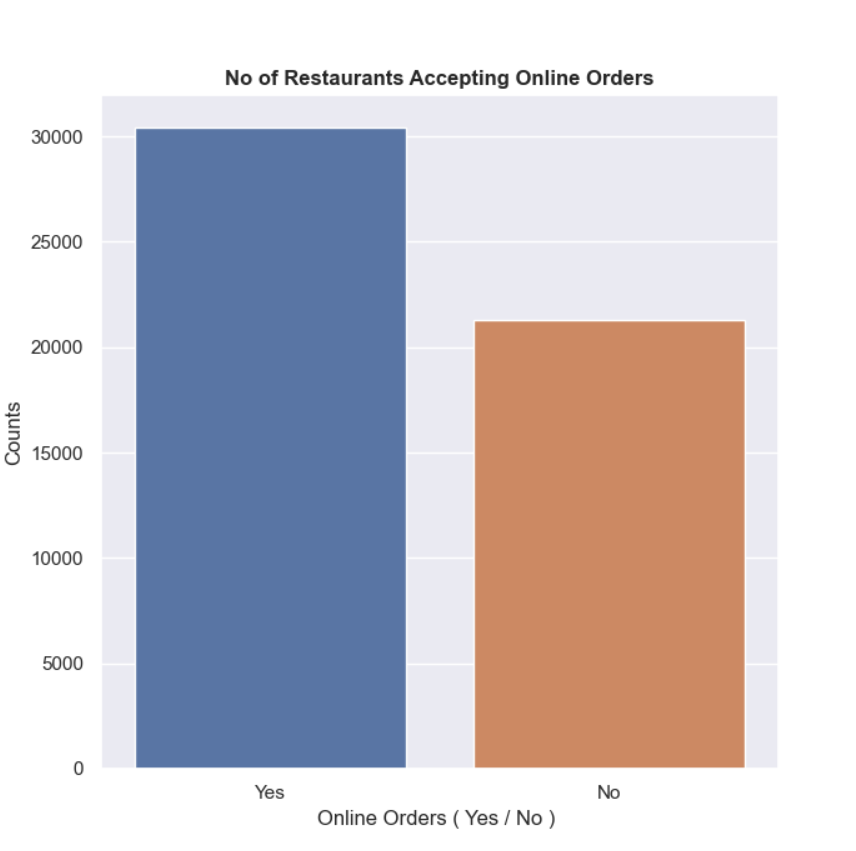 No of Restaurants Accepting Online Orders
30000
25000
20000
15000
10000
5000
0
Counts
Yes
No
Online Orders ( Yes / No )